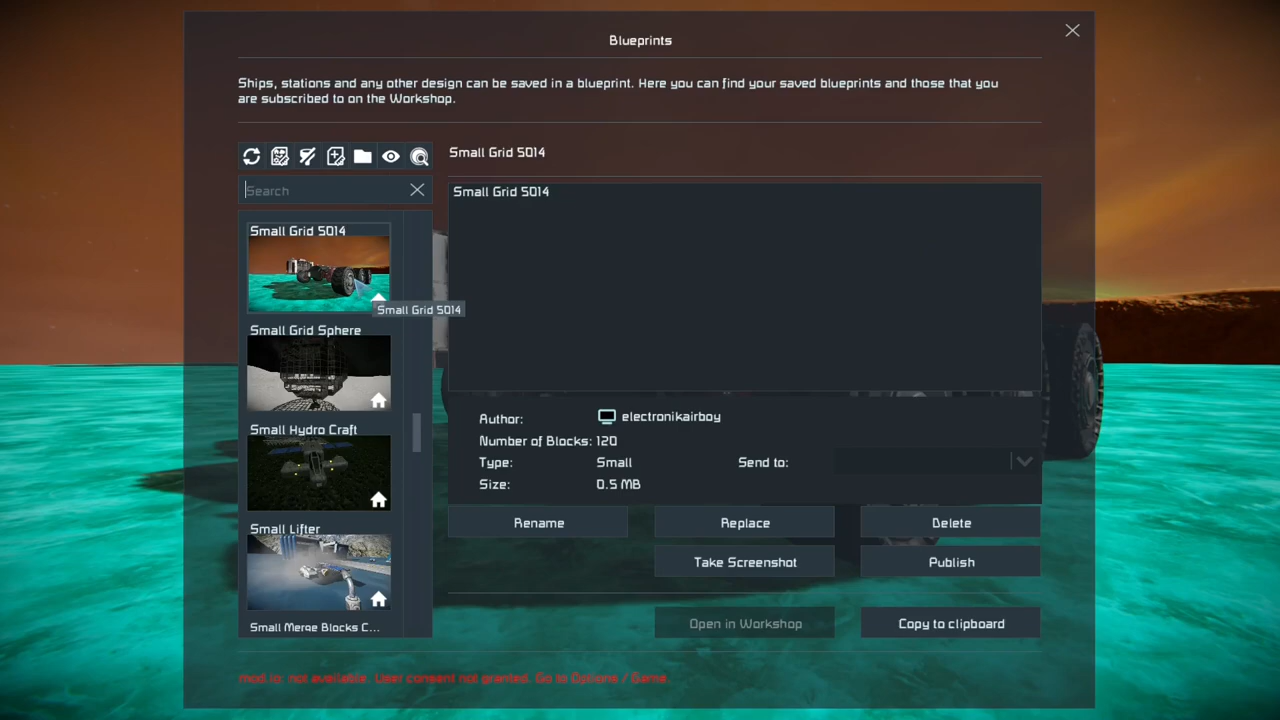 Blueprints
Ships, stations and any other design can be saved in a blueprint. Here you can find your saved blueprints and those that you
are subscribed to on the Workshop.
Search
Small Grid 5014
Small Grid 5014
Small Grid Sphere
Small Hydro Craft
Small Lifter
Small Merge Blocks C...
Small Grid 5014
Small Grid 5014
Author: electronikairboy
Number of Blocks: 120
Type: Small Send to:
Size: 0.5 MB
Rename Replace Delete
Take Screenshot Publish
Open in Workshop Copy to clipboard
mod.io: not available. User consent not granted. Go to Options / Game.